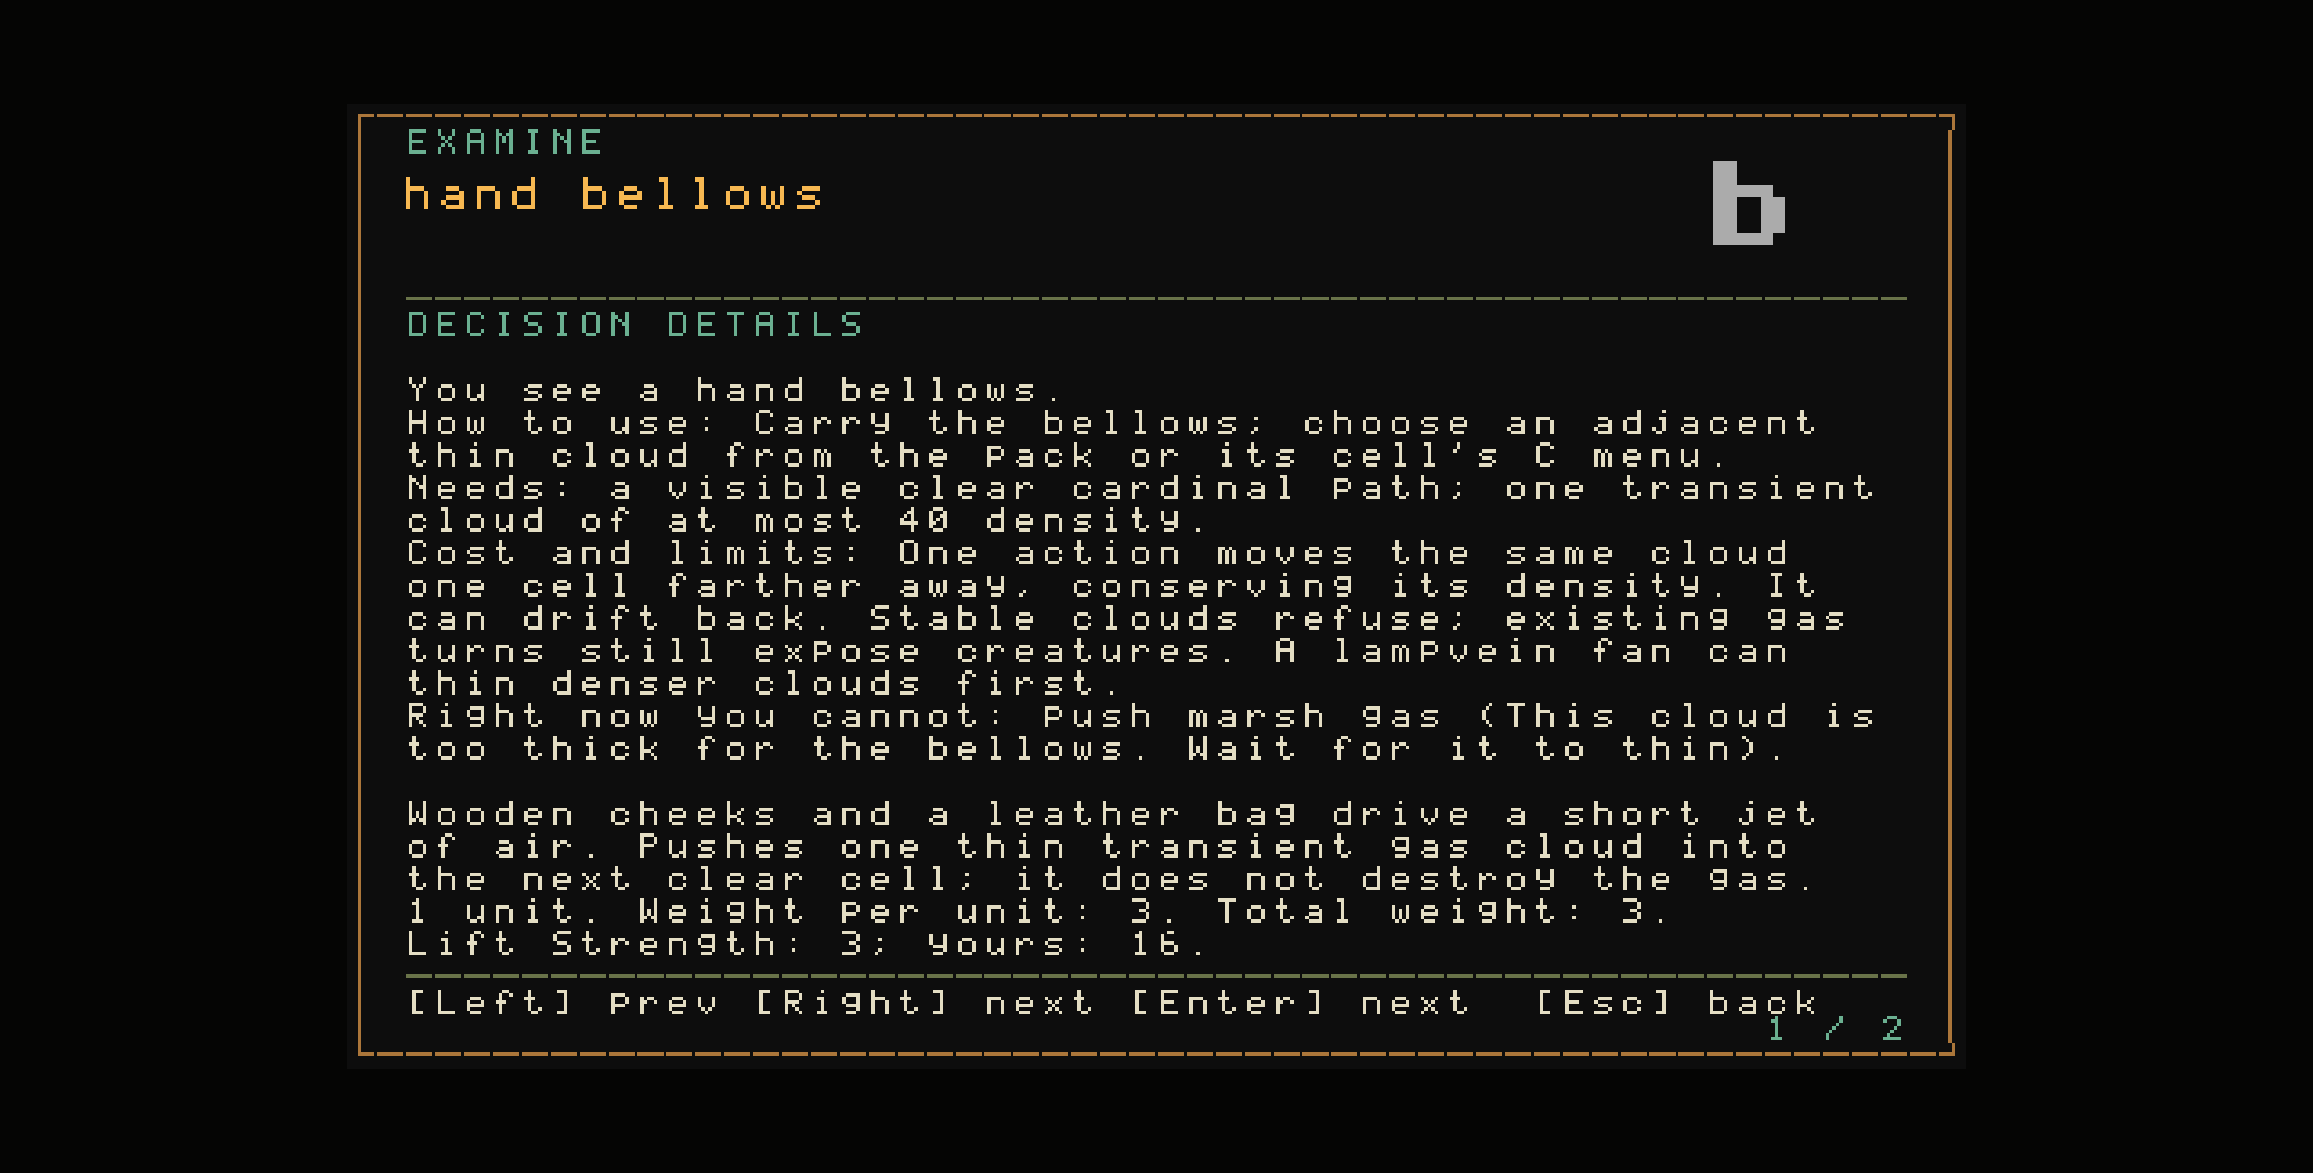 EXAMINE
hand bellows
b
DECISION DETAILS
You see a hand bellows.
How to use: Carry the bellows; choose an adjacent
thin cloud from the Pack or its cell's C menu.
Needs: a visible clear cardinal path; one transient
cloud of at most 40 density.
Cost and limits: One action moves the same cloud
one cell farther away, conserving its density. It
can drift back. Stable clouds refuse; existing gas
turns still expose creatures. A lampvein fan can
thin denser clouds first.
Right now you cannot: Push marsh gas (This cloud is
too thick for the bellows. Wait for it to thin).
Wooden cheeks and a leather bag drive a short jet
of air. Pushes one thin transient gas cloud into
the next clear cell; it does not destroy the gas.
1 unit. Weight per unit: 3. Total weight: 3.
Lift Strength: 3; yours: 16.
[Left] prev [Right] next [Enter] next [Esc] back
1 / 2